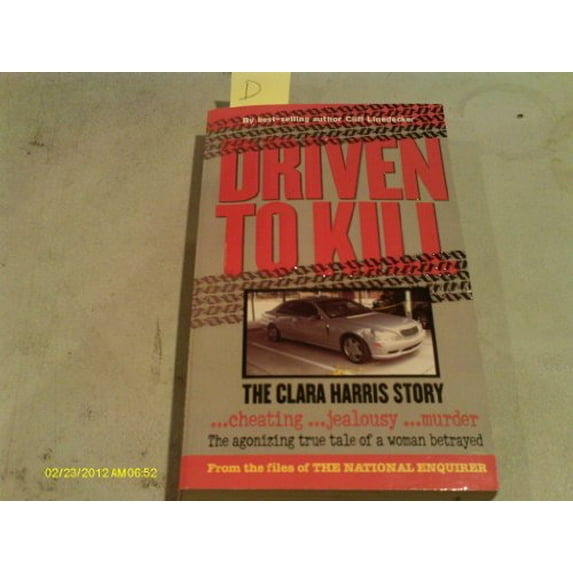 D
By best-selling author Cliff Linedecker
DRIVEN
TO KILL
THE CLARA HARRIS STORY
...cheating ...jealousy ...murder
The agonizing true tale of a woman betrayed
From the files of THE NATIONAL ENQUIRER
02/23/2012 AM06:52